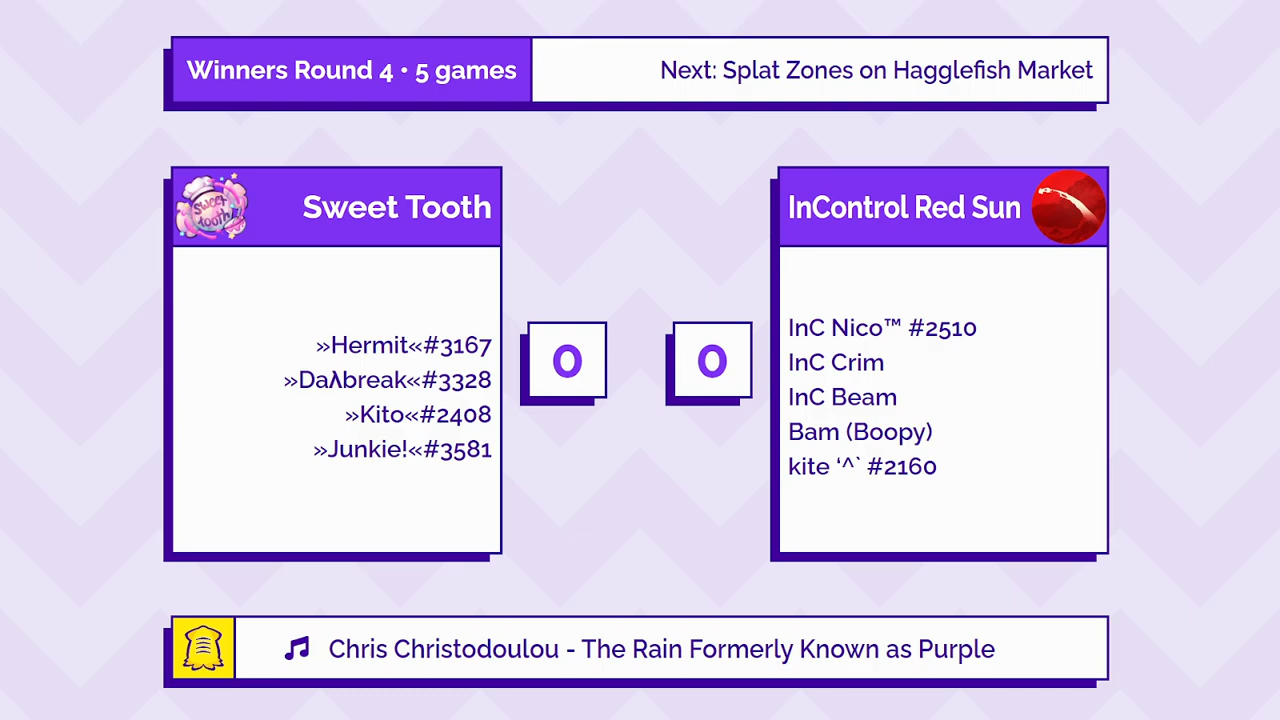 Winners Round 4 • 5 games
Next: Splat Zones on Hagglefish Market
Sweet Tooth
sweet tooth
»Hermit«#3167
»Daλbreak«#3328
»Kito«#2408
»Junkie!«#3581
0
0
InControl Red Sun
InC Nico™ #2510
InC Crim
InC Beam
Bam (Boopy)
kite ‘^` #2160
Chris Christodoulou - The Rain Formerly Known as Purple